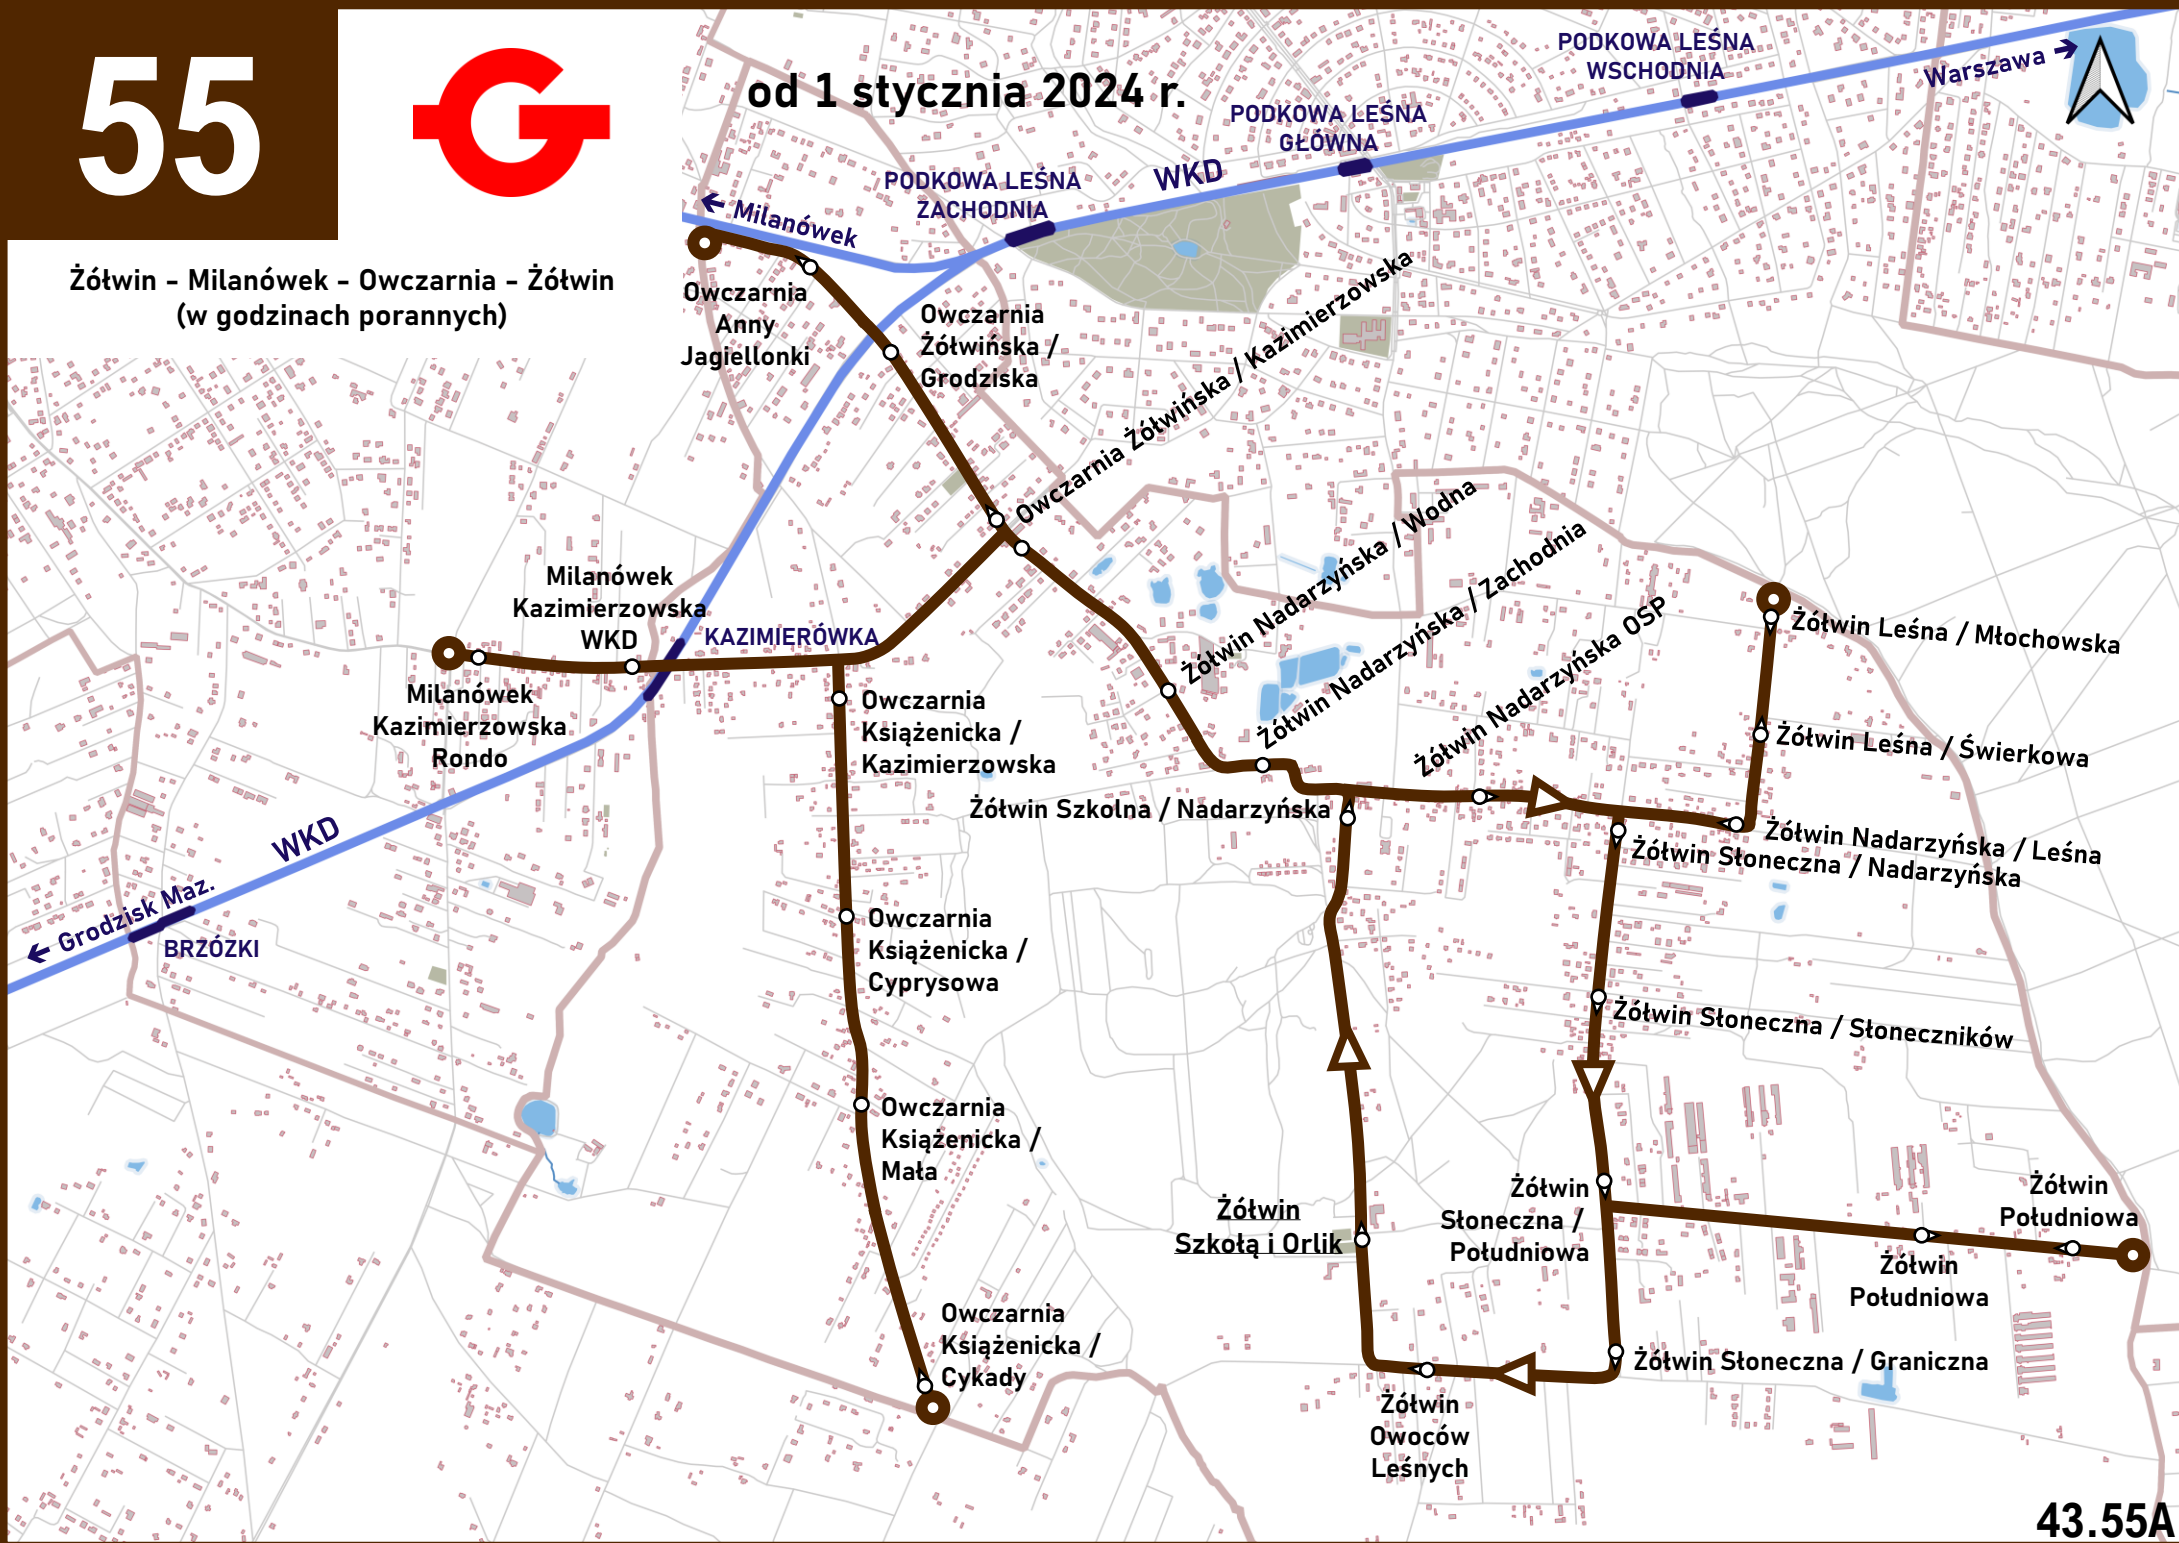 55
G
od 1 stycznia 2024 r.
Żółwin - Milanówek - Owczarnia - Żółwin
(w godzinach porannych)
PODKOWA LEŚNA
WSCHODNIA
Warszawa →
PODKOWA LEŚNA
GŁÓWNA
WKD
PODKOWA LEŚNA
ZACHODNIA
← Milanówek
Owczarnia
Anny
Jagiellonki
Owczarnia
Żółwińska /
Grodziska
Owczarnia Żółwińska / Kazimierzowska
Milanówek
Kazimierzowska
WKD
KAZIMIERÓWKA
Milanówek
Kazimierzowska
Rondo
Żółwin Nadarzyńska / Wodna
Żółwin Nadarzyńska / Zachodnia
Żółwin Nadarzyńska OSP
Żółwin Leśna / Młochowska
Żółwin Leśna / Świerkowa
Owczarnia
Książenicka /
Kazimierzowska
Żółwin Szkolna / Nadarzyńska
Żółwin Nadarzyńska / Leśna
Żółwin Słoneczna / Nadarzyńska
WKD
← Grodzisk Maz.
BRZÓZKI
Owczarnia
Książenicka /
Cyprysowa
Żółwin Słoneczna / Słoneczników
Owczarnia
Książenicka /
Mała
Żółwin
Szkołą i Orlik
Żółwin
Słoneczna /
Południowa
Żółwin
Południowa
Żółwin
Południowa
Owczarnia
Książenicka /
Cykady
Żółwin Słoneczna / Graniczna
Żółwin
Owoców
Leśnych
43.55A